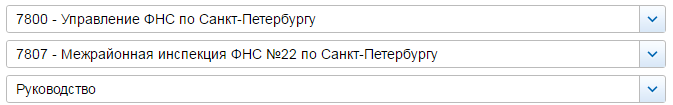 7800 - Управление ФНС по Санкт-Петербургу
7807 - Межрайонная инспекция ФНС №22 по Санкт-Петербургу
Руководство